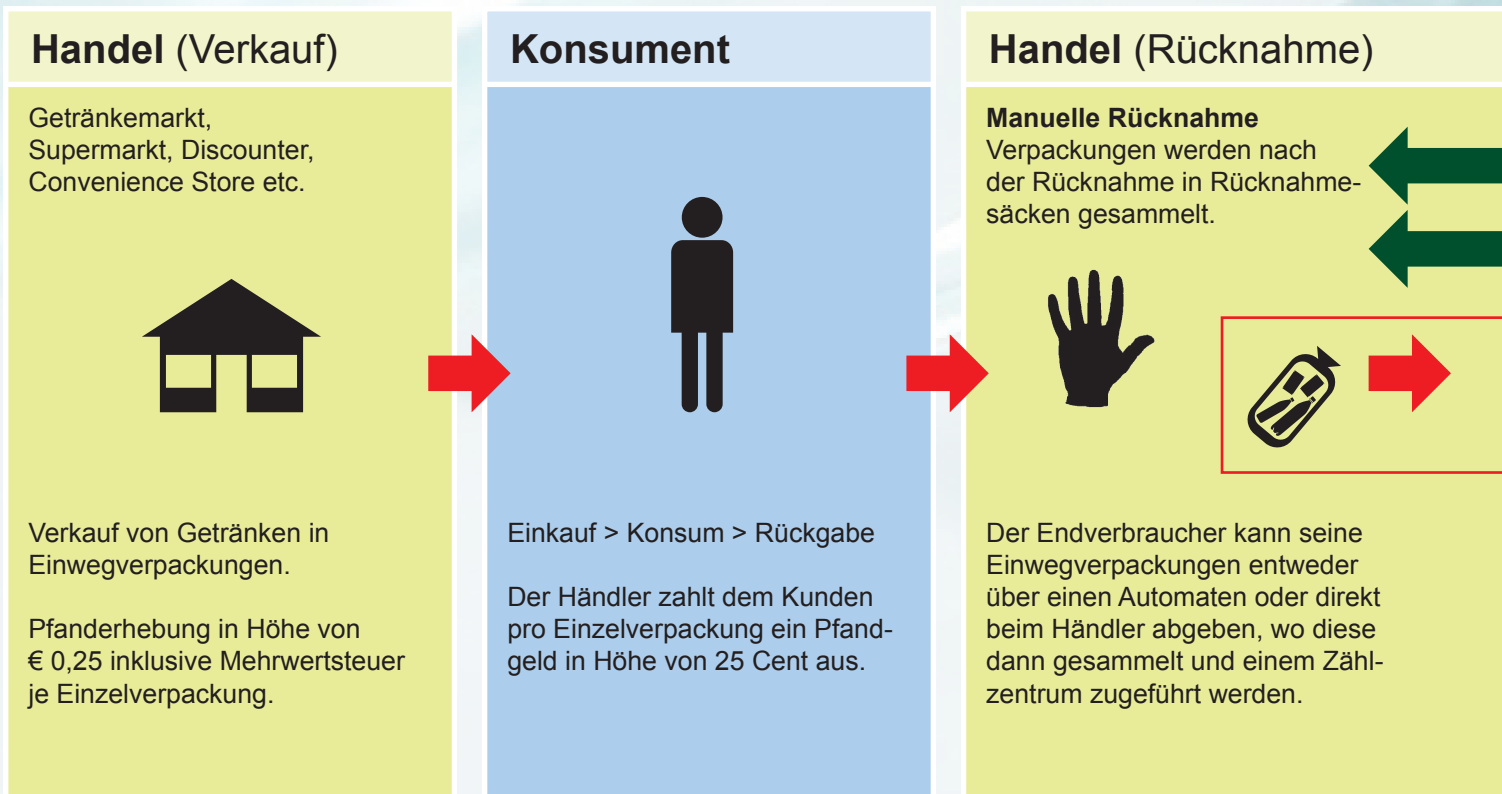 Handel (Verkauf)
Getränkemarkt,
Supermarkt, Discounter,
Convenience Store etc.
Verkauf von Getränken in
Einwegverpackungen.
Pfanderhebung in Höhe von
€ 0,25 inklusive Mehrwertsteuer
je Einzelverpackung.
Konsument
Einkauf > Konsum > Rückgabe
Der Händler zahlt dem Kunden
pro Einzelverpackung ein Pfand-
geld in Höhe von 25 Cent aus.
Handel (Rücknahme)
Manuelle Rücknahme
Verpackungen werden nach
der Rücknahme in Rücknahme-
säcken gesammelt.
Der Endverbraucher kann seine
Einwegverpackungen entweder
über einen Automaten oder direkt
beim Händler abgeben, wo diese
dann gesammelt und einem Zähl-
zentrum zugeführt werden.